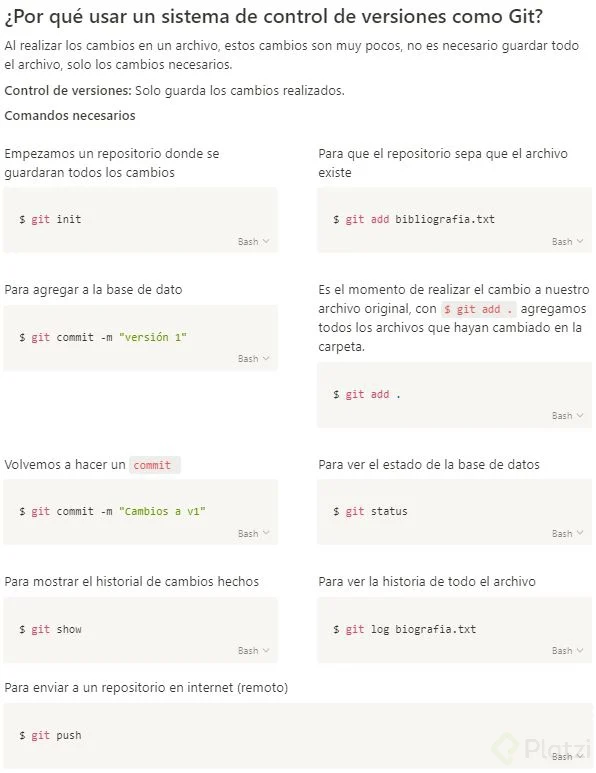 ¿Por qué usar un sistema de control de versiones como Git?
Al realizar los cambios en un archivo, estos cambios son muy pocos, no es necesario guardar todo
el archivo, solo los cambios necesarios.
Control de versiones: Solo guarda los cambios realizados.
Comandos necesarios
Empezamos un repositorio donde se
guardaran todos los cambios
$ git init
Bash
Para que el repositorio sepa que el archivo
existe
$ git add bibliografia.txt
Bash
Para agregar a la base de dato
$ git commit -m "versión 1"
Bash
Es el momento de realizar el cambio a nuestro
archivo original, con $ git add . agregamos
todos los archivos que hayan cambiado en la
carpeta.
$ git add .
Bash
Volvemos a hacer un commit
$ git commit -m "Cambios a v1"
Bash
Para ver el estado de la base de datos
$ git status
Bash
Para mostrar el historial de cambios hechos
$ git show
Bash
Para ver la historia de todo el archivo
$ git log biografia.txt
Bash
Para enviar a un repositorio en internet (remoto)
$ git push
Bash
Platzi